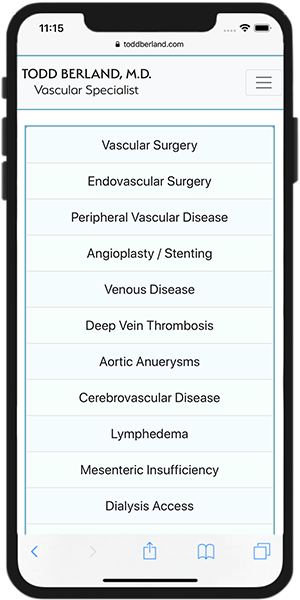 11:15
toddberland.com
TODD BERLAND, M.D.
Vascular Specialist
Vascular Surgery
Endovascular Surgery
Peripheral Vascular Disease
Angioplasty / Stenting
Venous Disease
Deep Vein Thrombosis
Aortic Anuerysms
Cerebrovascular Disease
Lymphedema
Mesenteric Insufficiency
Dialysis Access